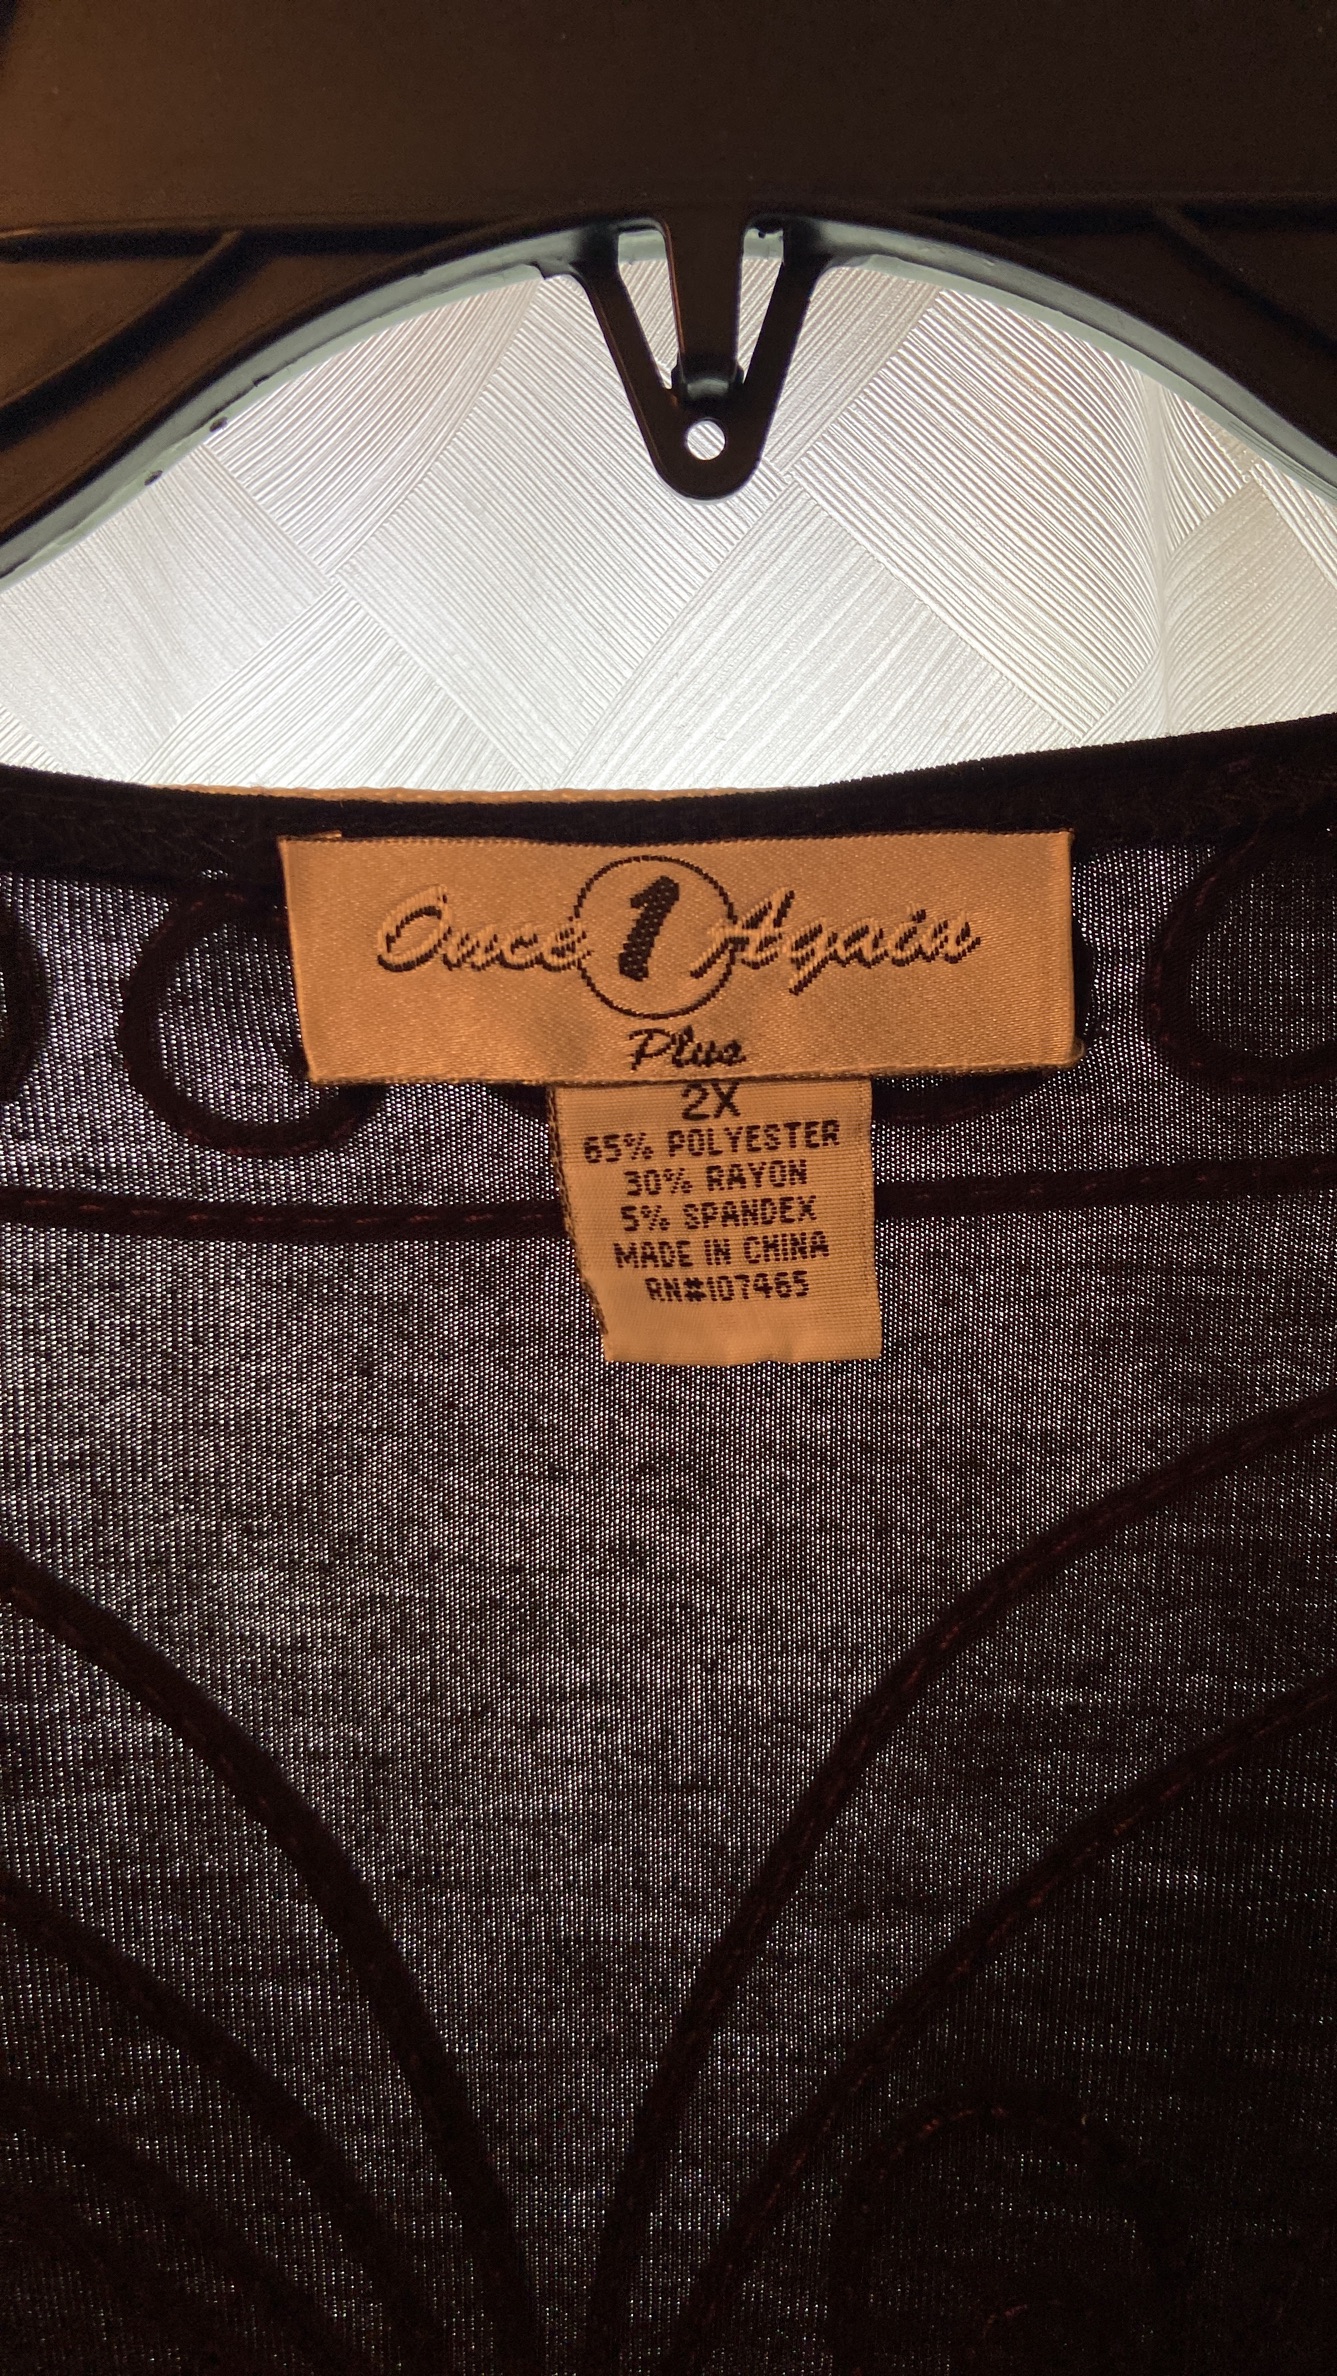 Once 1 Again
Plus
2X
65% POLYESTER
30% RAYON
5% SPANDEX
MADE IN CHINA
RN#107465